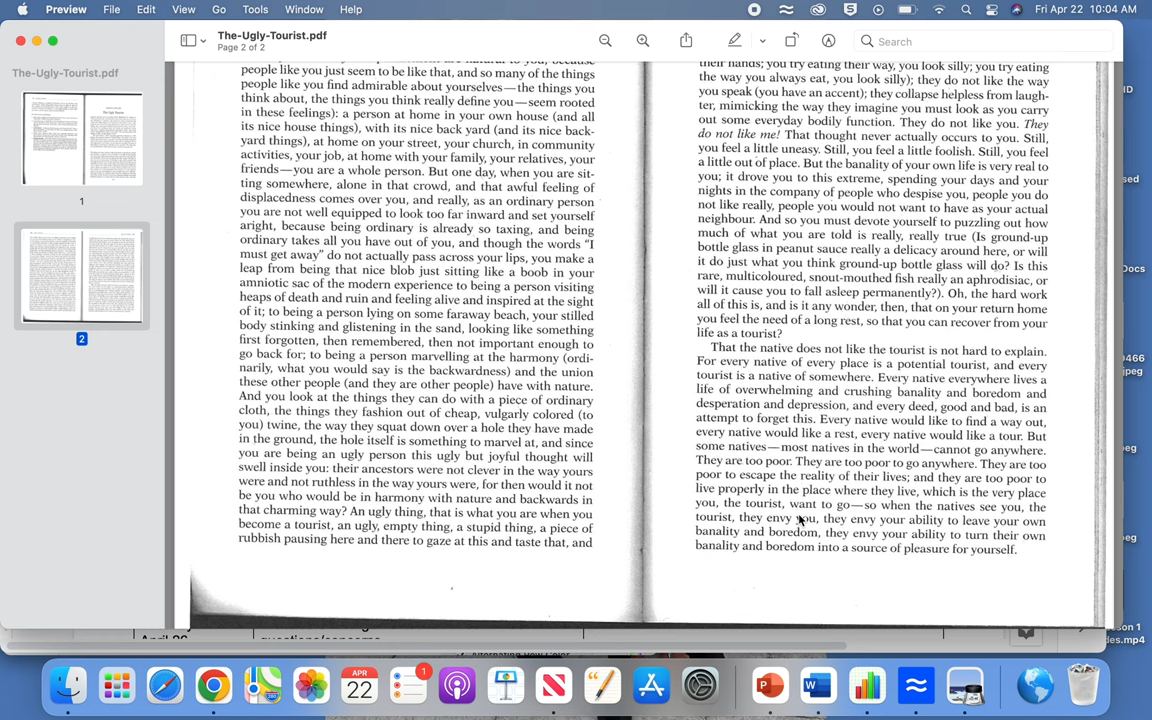 Preview File Edit View Go Tools Window Help
Fri Apr 22 10:04 AM
The-Ugly-Tourist.pdf
Page 2 of 2
Search
The-Ugly-Tourist.pdf
1
2
people like you just seem to be like that, and so many of the things
people like you find admirable about yourselves—the things you
think about, the things you think really define you—seem rooted
in these feelings): a person at home in your own house (and all
its nice house things), with its nice back yard (and its nice back-
yard things), at home on your street, your church, in community
activities, your job, at home with your family, your relatives, your
friends—you are a whole person. But one day, when you are sit-
ting somewhere, alone in that crowd, and that awful feeling of
displacedness comes over you, and really, as an ordinary person
you are not well equipped to look too far inward and set yourself
aright, because being ordinary is already so taxing, and being
ordinary takes all you have out of you, and though the words "I
must get away" do not actually pass across your lips, you make a
leap from being that nice blob just sitting like a boob in your
amniotic sac of the modern experience to being a person visiting
heaps of death and ruin and feeling alive and inspired at the sight
of it; to being a person lying on some faraway beach, your stilled
body stinking and glistening in the sand, looking like something
first forgotten, then remembered, then not important enough to
go back for; to being a person marvelling at the harmony (ordi-
narily, what you would say is the backwardness) and the union
these other people (and they are other people) have with nature.
And you look at the things they can do with a piece of ordinary
cloth, the things they fashion out of cheap, vulgarly colored (to
you) twine, the way they squat down over a hole they have made
in the ground, the hole itself is something to marvel at, and since
you are being an ugly person this ugly but joyful thought will
swell inside you: their ancestors were not clever in the way yours
were and not ruthless in the way yours were, for then would it not
be you who would be in harmony with nature and backwards in
that charming way? An ugly thing, that is what you are when you
become a tourist, an ugly, empty thing, a stupid thing, a piece of
rubbish pausing here and there to gaze at this and taste that, and
their hands; you try eating their way, you look silly; you try eating
the way you always eat, you look silly); they do not like the way
you speak (you have an accent); they collapse helpless from laugh-
ter, mimicking the way they imagine you must look as you carry
out some everyday bodily function. They do not like you. They
do not like me! That thought never actually occurs to you. Still,
you feel a little uneasy. Still, you feel a little foolish. Still, you feel
a little out of place. But the banality of your own life is very real to
you; it drove you to this extreme, spending your days and your
nights in the company of people who despise you, people you do
not like really, people you would not want to have as your actual
neighbour. And so you must devote yourself to puzzling out how
much of what you are told is really, really true (Is ground-up
bottle glass in peanut sauce really a delicacy around here, or will
it do just what you think ground-up bottle glass will do? Is this
rare, multicoloured, snout-mouthed fish really an aphrodisiac, or
will it cause you to fall asleep permanently?). Oh, the hard work
all of this is, and is it any wonder, then, that on your return home
you feel the need of a long rest, so that you can recover from your
life as a tourist?
That the native does not like the tourist is not hard to explain.
For every native of every place is a potential tourist, and every
tourist is a native of somewhere. Every native everywhere lives a
life of overwhelming and crushing banality and boredom and
desperation and depression, and every deed, good and bad, is an
attempt to forget this. Every native would like to find a way out,
every native would like a rest, every native would like a tour. But
some natives—most natives in the world—cannot go anywhere.
They are too poor. They are too poor to go anywhere. They are too
poor to escape the reality of their lives; and they are too poor to
live properly in the place where they live, which is the very place
you, the tourist, want to go—so when the natives see you, the
tourist, they envy you, they envy your ability to leave your own
banality and boredom, they envy your ability to turn their own
banality and boredom into a source of pleasure for yourself.
ID
sed
Docs
0466
jpeg
eg
eg
son 1
des.mp4
April 26
questions/concerns
APR
22
1